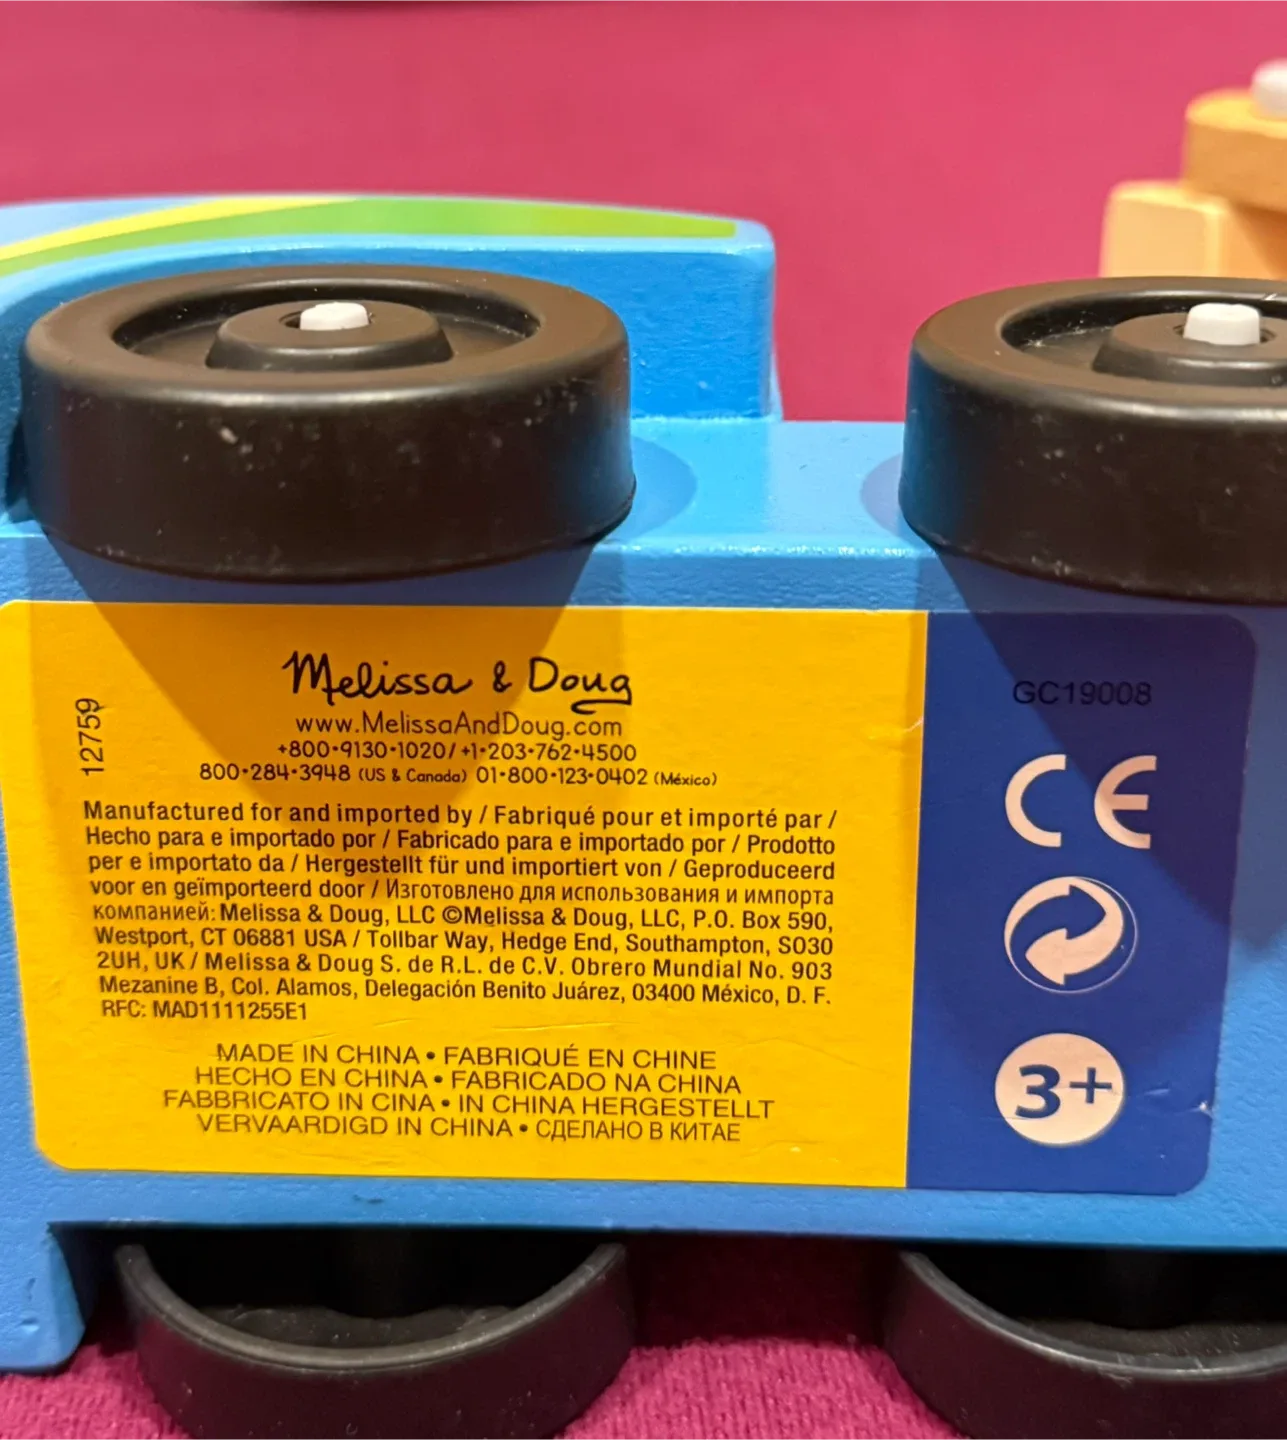 Melissa & Doug
www.MelissaAndDoug.com
+800•9130•1020/+1•203•762•4500
800•284•3948 (US & Canada) 01•800•123•0402 (México)
12759
Manufactured for and imported by / Fabriqué pour et importé par /
Hecho para e importado por / Fabricado para e importado por / Prodotto
per e importato da / Hergestellt für und importiert von / Geproduceerd
voor en geïmporteerd door / Изготовлено для использования и импорта
компанией: Melissa & Doug, LLC ©Melissa & Doug, LLC, P.O. Box 590,
Westport, CT 06881 USA / Tollbar Way, Hedge End, Southampton, SO30
2UH, UK / Melissa & Doug S. de R.L. de C.V. Obrero Mundial No. 903
Mezanine B, Col. Alamos, Delegación Benito Juárez, 03400 México, D. F.
RFC: MAD1111255E1
MADE IN CHINA • FABRIQUÉ EN CHINE
HECHO EN CHINA • FABRICADO NA CHINA
FABBRICATO IN CINA • IN CHINA HERGESTELLT
VERVAARDIGD IN CHINA • СДЕЛАНО В КИТАЕ
GC19008
CE
3+